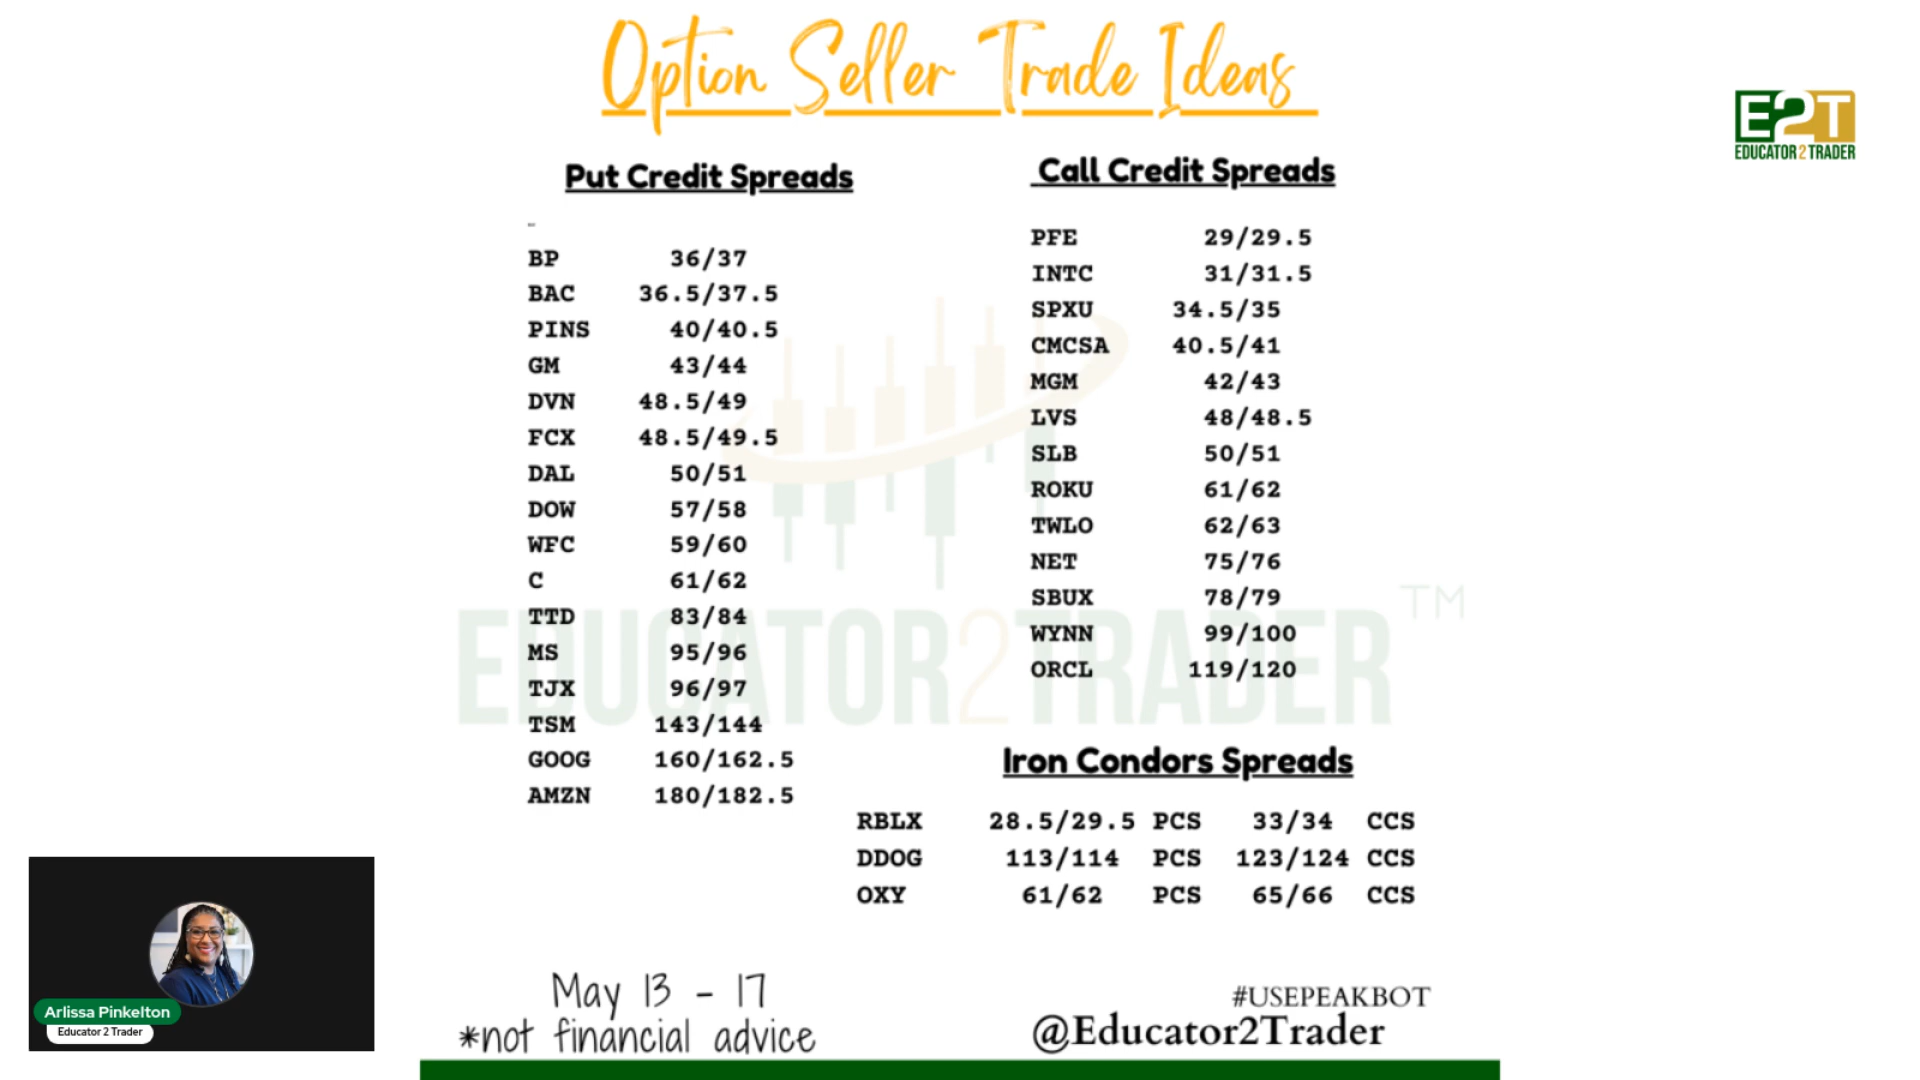 Option Seller Trade Ideas
E2T
EDUCATOR2TRADER
Put Credit Spreads
BP 36/37
BAC 36.5/37.5
PINS 40/40.5
GM 43/44
DVN 48.5/49
FCX 48.5/49.5
DAL 50/51
DOW 57/58
WFC 59/60
C 61/62
TTD 83/84
MS 95/96
TJX 96/97
TSM 143/144
GOOG 160/162.5
AMZN 180/182.5
Call Credit Spreads
PFE 29/29.5
INTC 31/31.5
SPXU 34.5/35
CMCSA 40.5/41
MGM 42/43
LVS 48/48.5
SLB 50/51
ROKU 61/62
TWLO 62/63
NET 75/76
SBUX 78/79
WYNN 99/100
ORCL 119/120
EDUCATOR2TRADER TM
Iron Condors Spreads
RBLX 28.5/29.5 PCS 33/34 CCS
DDOG 113/114 PCS 123/124 CCS
OXY 61/62 PCS 65/66 CCS
Arlissa Pinkelton
Educator 2 Trader
May 13 - 17
*not financial advice
#USEPEAKBOT
@Educator2Trader